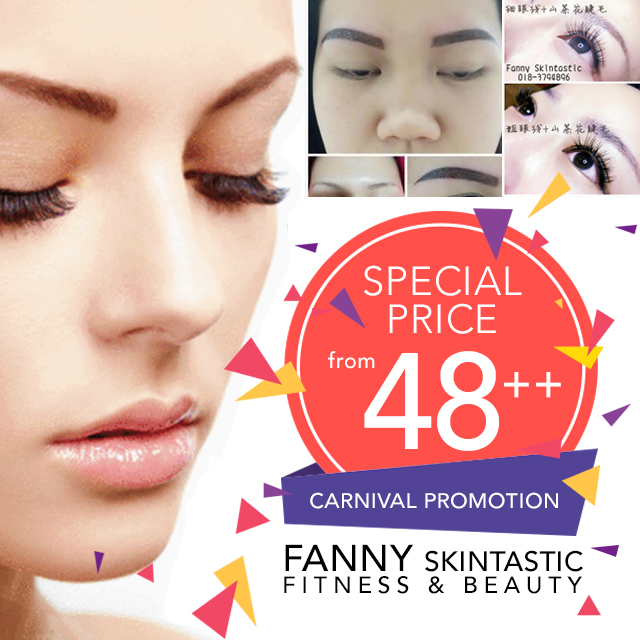 细眼线+山茶花睫毛
Fanny Skintastic
018-3794896
粗眼线+山茶花睫毛
SPECIAL
PRICE
from 48++
CARNIVAL PROMOTION
FANNY SKINTASTIC
FITNESS & BEAUTY